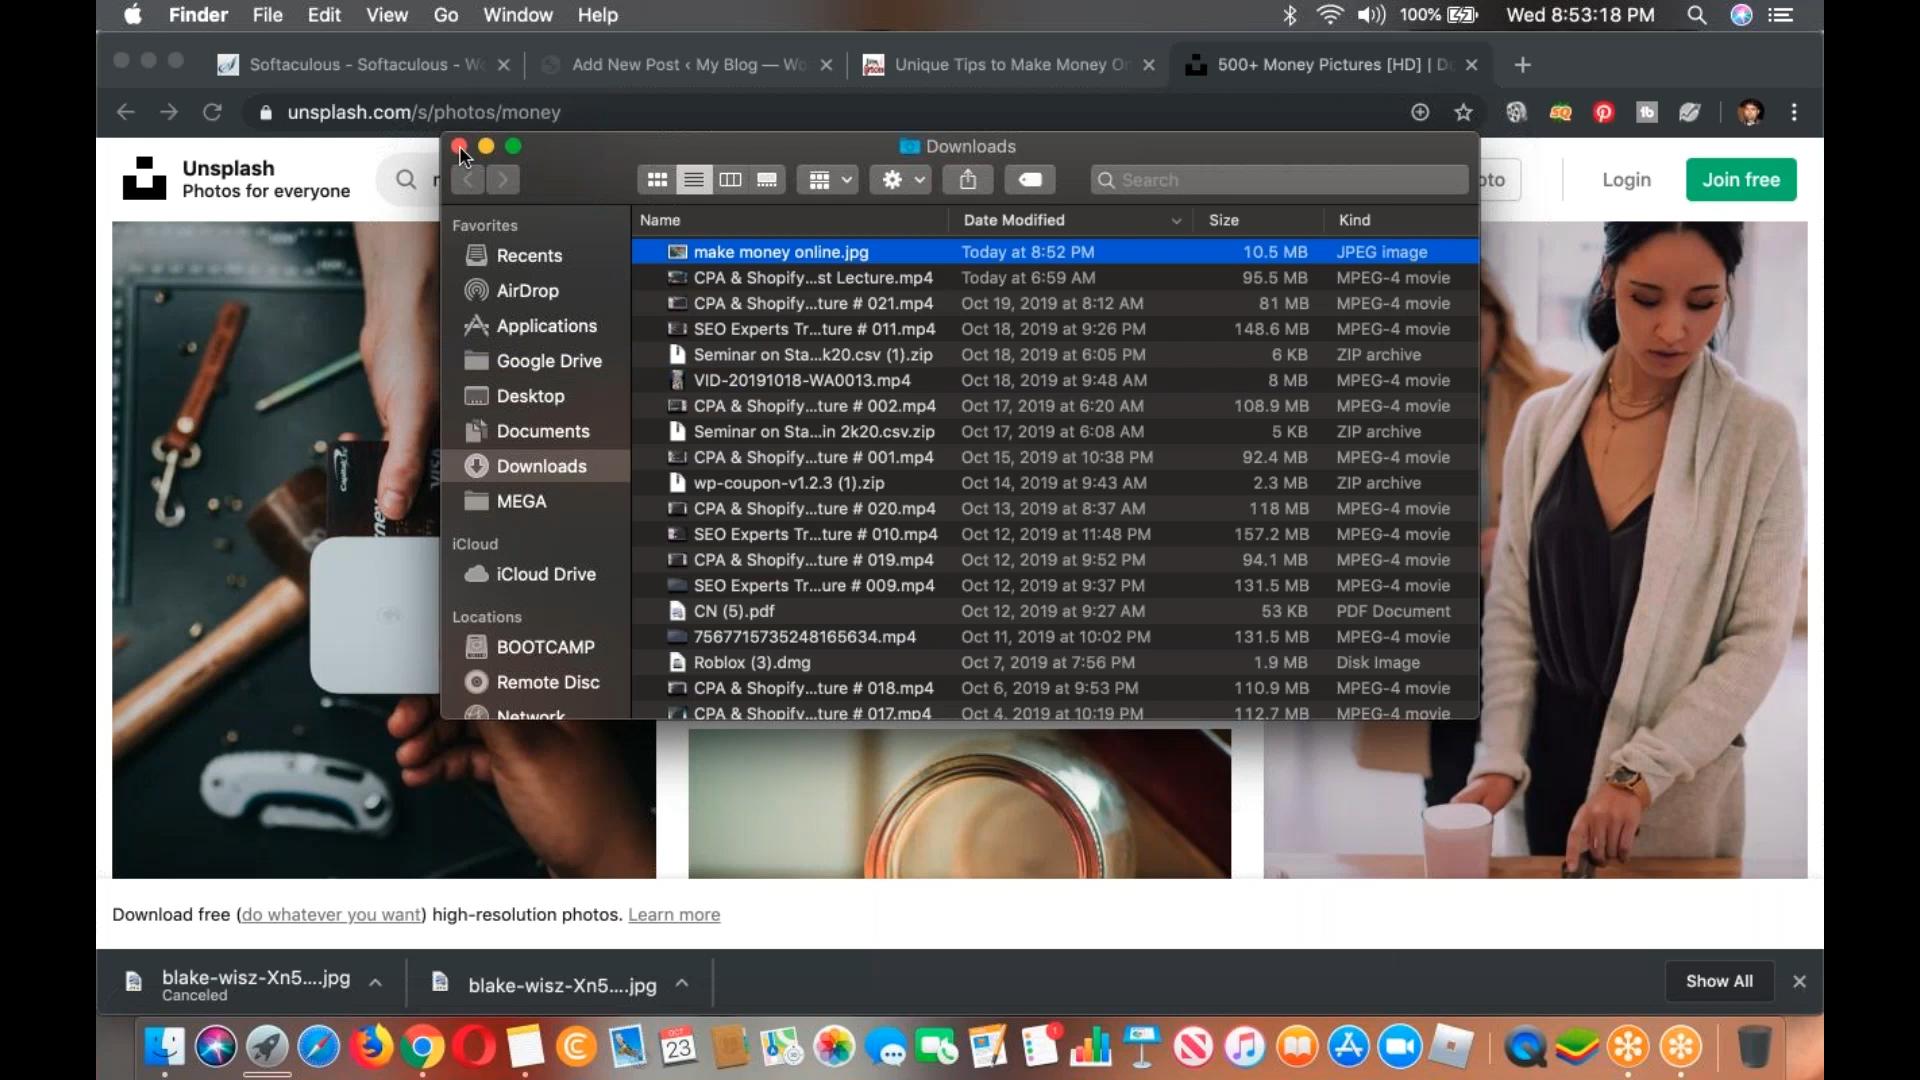 Finder File Edit View Go Window Help 100% Wed 8:53:18 PM
Softaculous - Softaculous - W
Add New Post ‹ My Blog — Wo
Unique Tips to Make Money On
500+ Money Pictures [HD] | Do
unsplash.com/s/photos/money
Unsplash
Photos for everyone
Login
Join free
Downloads
Search
Favorites
Recents
AirDrop
Applications
Google Drive
Desktop
Documents
Downloads
MEGA
iCloud
iCloud Drive
Locations
BOOTCAMP
Remote Disc
Network
Name Date Modified Size Kind
make money online.jpg Today at 8:52 PM 10.5 MB JPEG image
CPA & Shopify...st Lecture.mp4 Today at 6:59 AM 95.5 MB MPEG-4 movie
CPA & Shopify...ture # 021.mp4 Oct 19, 2019 at 8:12 AM 81 MB MPEG-4 movie
SEO Experts Tr...ture # 011.mp4 Oct 18, 2019 at 9:26 PM 148.6 MB MPEG-4 movie
Seminar on Sta...k20.csv (1).zip Oct 18, 2019 at 6:05 PM 6 KB ZIP archive
VID-20191018-WA0013.mp4 Oct 18, 2019 at 9:48 AM 8 MB MPEG-4 movie
CPA & Shopify...ture # 002.mp4 Oct 17, 2019 at 6:20 AM 108.9 MB MPEG-4 movie
Seminar on Sta...in 2k20.csv.zip Oct 17, 2019 at 6:08 AM 5 KB ZIP archive
CPA & Shopify...ture # 001.mp4 Oct 15, 2019 at 10:38 PM 92.4 MB MPEG-4 movie
wp-coupon-v1.2.3 (1).zip Oct 14, 2019 at 9:43 AM 2.3 MB ZIP archive
CPA & Shopify...ture # 020.mp4 Oct 13, 2019 at 8:37 AM 118 MB MPEG-4 movie
SEO Experts Tr...ture # 010.mp4 Oct 12, 2019 at 11:48 PM 157.2 MB MPEG-4 movie
CPA & Shopify...ture # 019.mp4 Oct 12, 2019 at 9:52 PM 94.1 MB MPEG-4 movie
SEO Experts Tr...ure # 009.mp4 Oct 12, 2019 at 9:37 PM 131.5 MB MPEG-4 movie
CN (5).pdf Oct 12, 2019 at 9:27 AM 53 KB PDF Document
7567715735248165634.mp4 Oct 11, 2019 at 10:02 PM 131.5 MB MPEG-4 movie
Roblox (3).dmg Oct 7, 2019 at 7:56 PM 1.9 MB Disk Image
CPA & Shopify...ture # 018.mp4 Oct 6, 2019 at 9:53 PM 110.9 MB MPEG-4 movie
CPA & Shopify...ture # 017.mp4 Oct 4, 2019 at 10:19 PM 112.7 MB MPEG-4 movie
Download free (do whatever you want) high-resolution photos. Learn more
blake-wisz-Xn5....jpg
Canceled
blake-wisz-Xn5....jpg
Show All
OCT
23